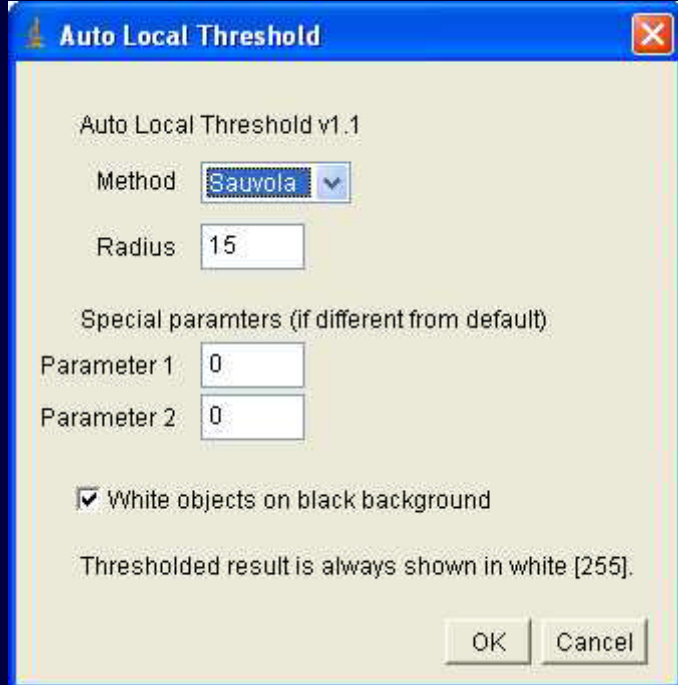 Auto Local Threshold
Auto Local Threshold v1.1
Method Sauvola
Radius 15
Special paramters (if different from default)
Parameter 1 0
Parameter 2 0
White objects on black background
Thresholded result is always shown in white [255].
OK Cancel